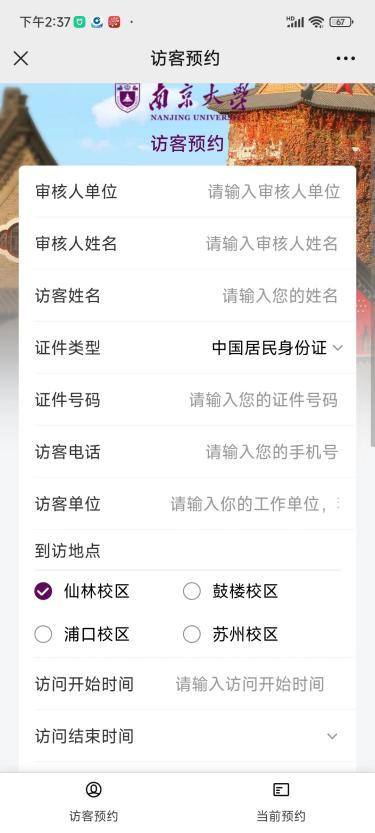 下午2:37
HD
67
访客预约
南京大学
NANJING UNIVERSITY
访客预约
审核人单位 请输入审核人单位
审核人姓名 请输入审核人姓名
访客姓名 请输入您的姓名
证件类型 中国居民身份证
证件号码 请输入您的证件号码
访客电话 请输入您的手机号
访客单位 请输入你的工作单位，
到访地点
仙林校区 鼓楼校区
浦口校区 苏州校区
访问开始时间 请输入访问开始时间
访问结束时间
访客预约 当前预约